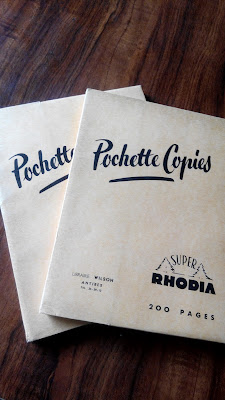 Pochette
Pochette Copies
SUPER
RHODIA
200 PAGES
LIBRAIRIE WILSON
ANTIBES